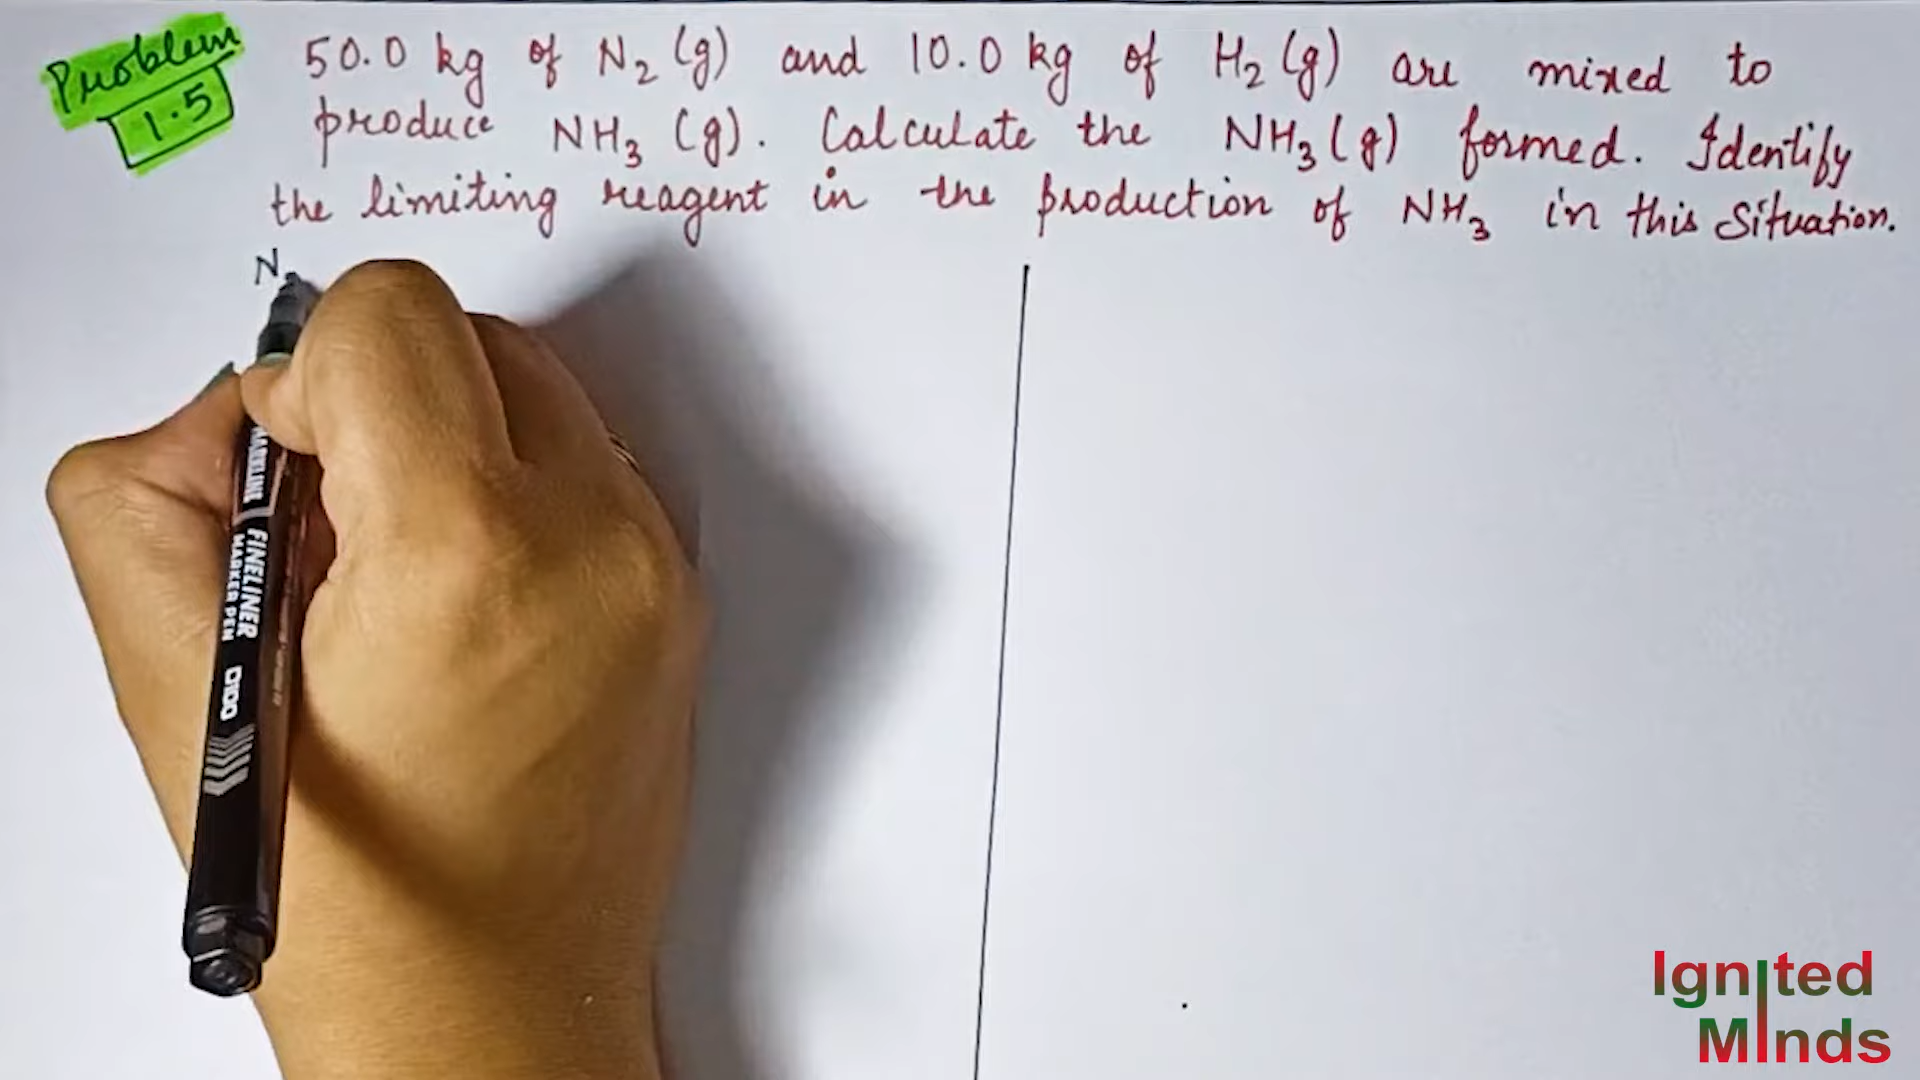 Problem
1.5
50.0 kg of N2 (g) and 10.0 kg of H2 (g) are mixed to
produce NH3 (g). Calculate the NH3 (g) formed. Identify
the limiting reagent in the production of NH3 in this situation.
N
MARKLINE FINELINER
MARKER PEN 0100
Ignited
Minds